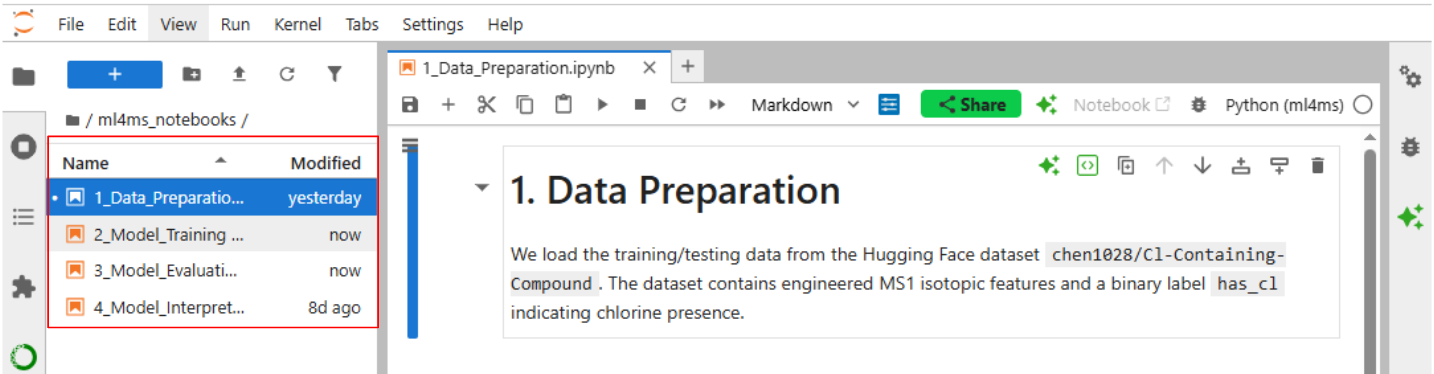 File Edit View Run Kernel Tabs Settings Help
+
1_Data_Preparation.ipynb × +
Markdown Share Notebook Python (ml4ms)
/ ml4ms_notebooks /
Name Modified
1_Data_Preparatio... yesterday
2_Model_Training ... now
3_Model_Evaluati... now
4_Model_Interpret... 8d ago
1. Data Preparation
We load the training/testing data from the Hugging Face dataset chen1028/Cl-Containing-
Compound . The dataset contains engineered MS1 isotopic features and a binary label has_cl
indicating chlorine presence.